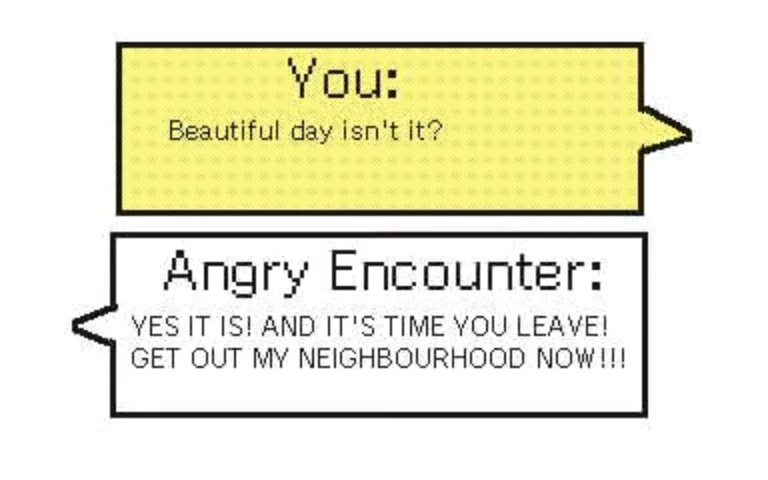 You:
Beautiful day isn't it?
Angry Encounter:
YES IT IS! AND IT'S TIME YOU LEAVE!
GET OUT MY NEIGHBOURHOOD NOW!!!